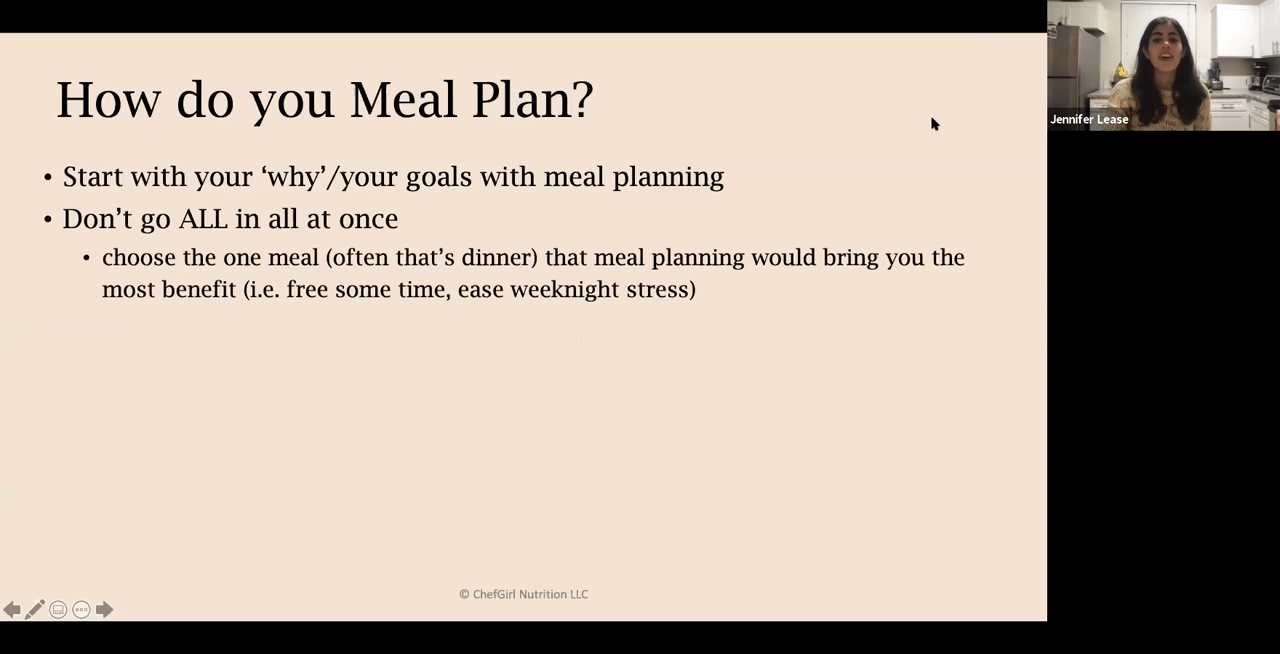 How do you Meal Plan?
• Start with your ‘why’/your goals with meal planning
• Don’t go ALL in all at once
• choose the one meal (often that’s dinner) that meal planning would bring you the
most benefit (i.e. free some time, ease weeknight stress)
© ChefGirl Nutrition LLC
Jennifer Lease